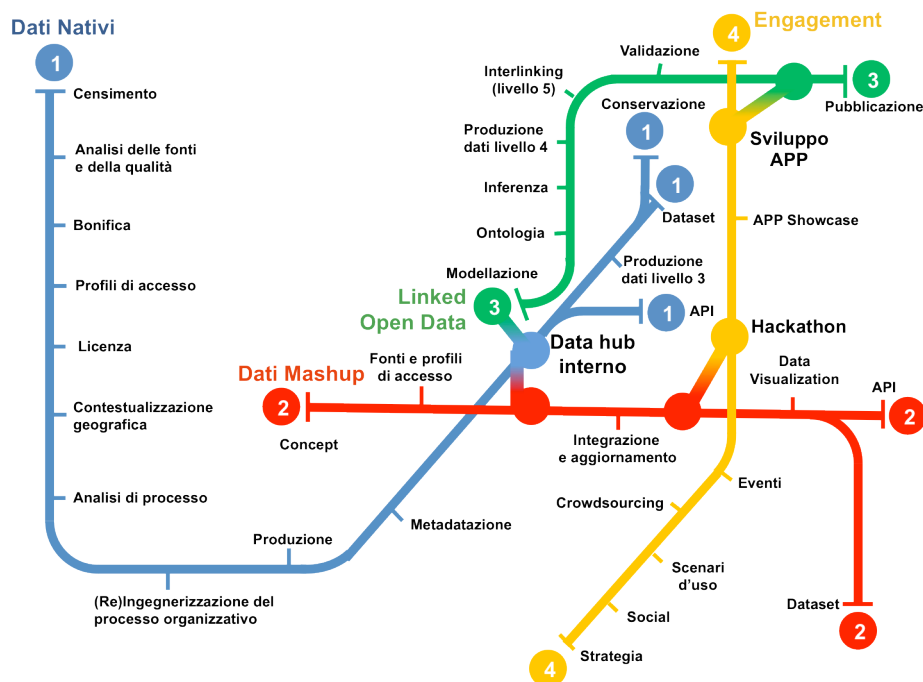 Dati Nativi
1
Censimento
Analisi delle fonti
e della qualità
Bonifica
Profili di accesso
Licenza
Contestualizzazione
geografica
Analisi di processo
(Re)Ingegnerizzazione del
processo organizzativo
Produzione
Metadatazione
Data hub
interno
API
1
Produzione
dati livello 3
Dataset
1
Conservazione
1
Linked
Open Data
3
Modellazione
Ontologia
Inferenza
Produzione
dati livello 4
Interlinking
(livello 5)
Validazione
3
Pubblicazione
Dati Mashup
2
Concept
Fonti e profili
di accesso
Integrazione
e aggiornamento
Data
Visualization
API
2
Dataset
2
Engagement
4
Sviluppo
APP
APP Showcase
Hackathon
Eventi
Crowdsourcing
Scenari
d'uso
Social
Strategia
4